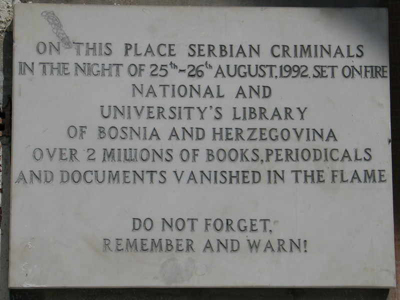 ON THIS PLACE SERBIAN CRIMINALS
IN THE NIGHT OF 25th-26th AUGUST, 1992. SET ON FIRE
NATIONAL AND
UNIVERSITY'S LIBRARY
OF BOSNIA AND HERZEGOVINA
OVER 2 MILLIONS OF BOOKS, PERIODICALS
AND DOCUMENTS VANISHED IN THE FLAME
DO NOT FORGET,
REMEMBER AND WARN!